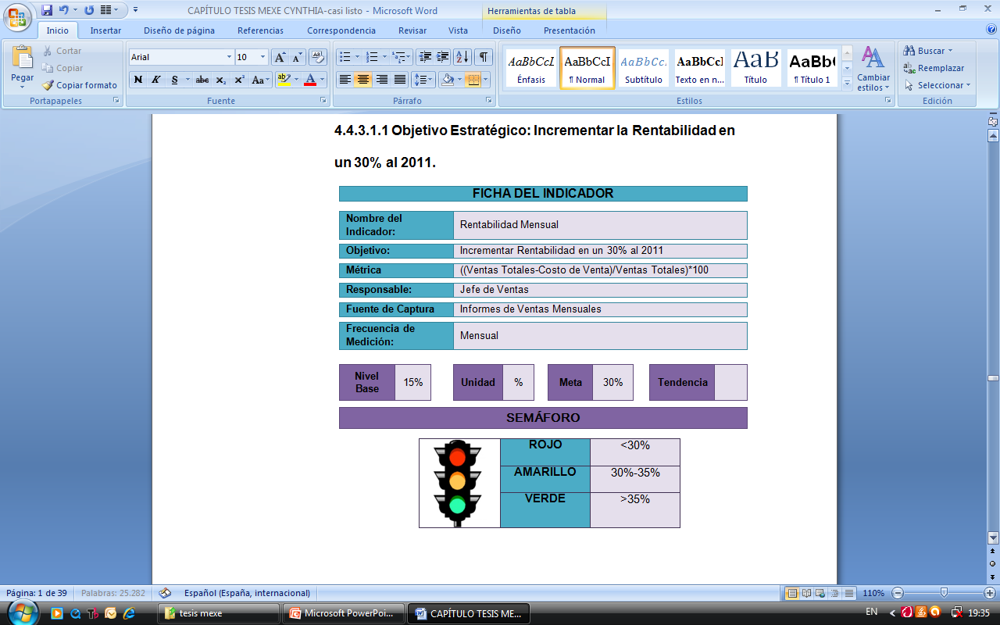 CAPÍTULO TESIS MEXE CYNTHIA-casi listo - Microsoft Word
Herramientas de tabla
Inicio Insertar Diseño de página Referencias Correspondencia Revisar Vista Diseño Presentación
Pegar
Cortar
Copiar
Copiar formato
Portapapeles
Arial 10
N K S abc x₂ x² Aa A
Fuente
Párrafo
AaBbCcI AaBbCcI AaBbCc. AaBbCcl AaB AaBb(
Énfasis ¶ Normal Subtítulo Texto en n... Título ¶ Título 1
Cambiar estilos
Estilos
Buscar
Reemplazar
Seleccionar
Edición
4.4.3.1.1 Objetivo Estratégico: Incrementar la Rentabilidad en
un 30% al 2011.
FICHA DEL INDICADOR
Nombre del
Indicador:
Rentabilidad Mensual
Objetivo: Incrementar Rentabilidad en un 30% al 2011
Métrica ((Ventas Totales-Costo de Venta)/Ventas Totales)*100
Responsable: Jefe de Ventas
Fuente de Captura Informes de Ventas Mensuales
Frecuencia de
Medición:
Mensual
Nivel
Base
15% Unidad % Meta 30% Tendencia
SEMÁFORO
ROJO <30%
AMARILLO 30%-35%
VERDE >35%
Página: 1 de 39 Palabras: 25.282 Español (España, internacional) 110%
tesis mexe Microsoft PowerPoi... CAPÍTULO TESIS ME... EN 19:35